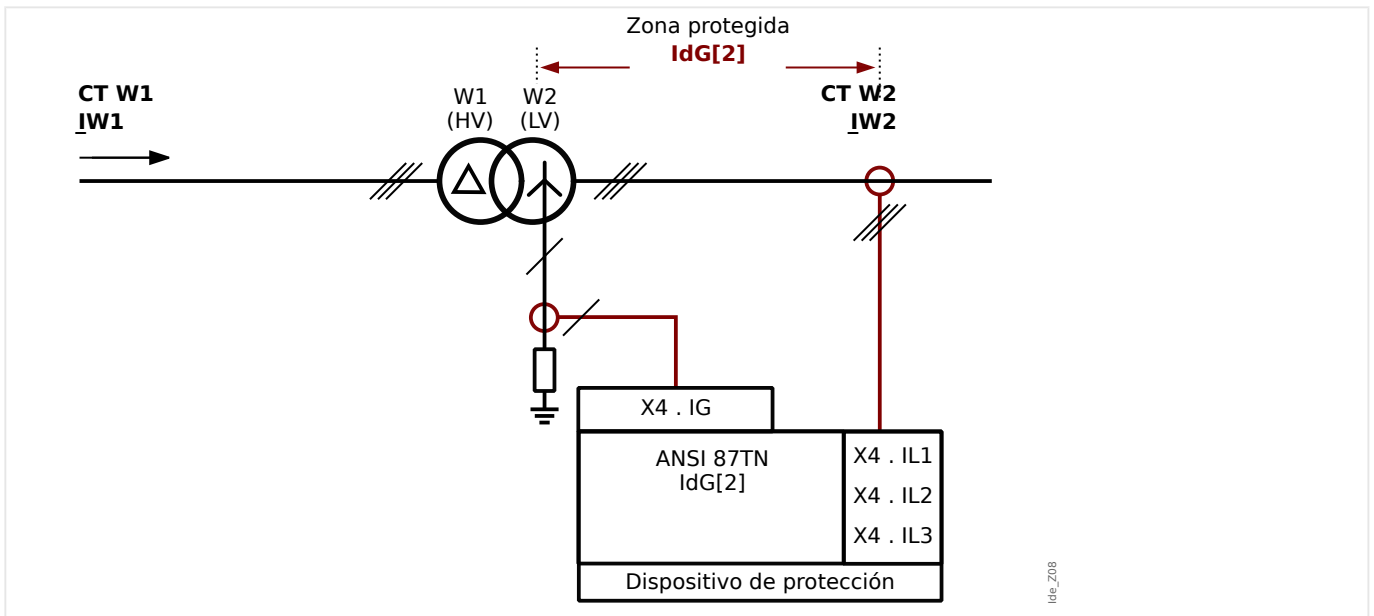 Zona protegida
IdG[2]
CT W1
IW1
W1
(HV)
W2
(LV)
CT W2
IW2
X4 . IG
ANSI 87TN
IdG[2]
X4 . IL1
X4 . IL2
X4 . IL3
Dispositivo de protección
Ide_Z08